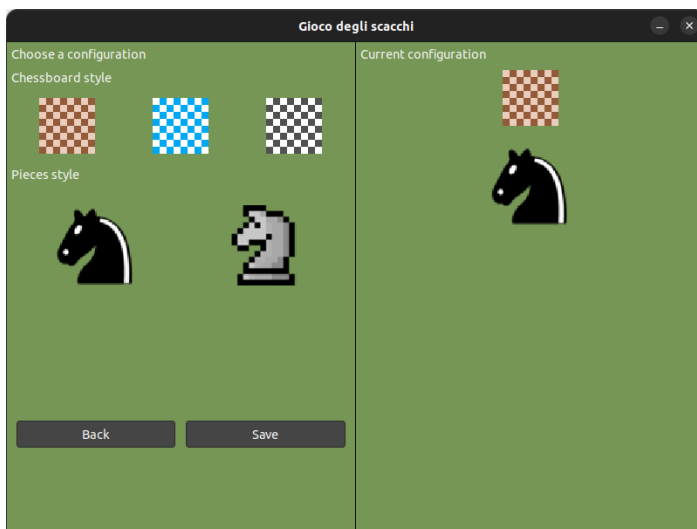 Gioco degli scacchi
Choose a configuration
Chessboard style
Pieces style
Back
Save
Current configuration